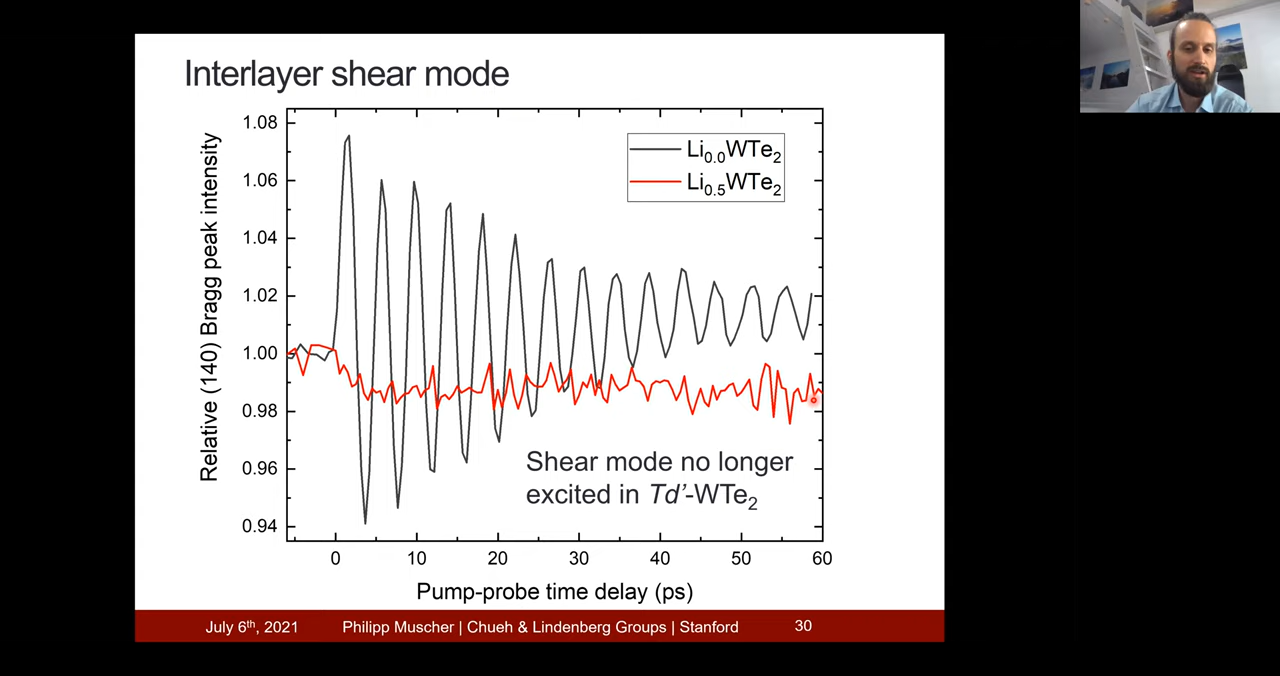 Interlayer shear mode
Relative (140) Bragg peak intensity
1.08
1.06
1.04
1.02
1.00
0.98
0.96
0.94
Li0.0WTe2
Li0.5WTe2
Shear mode no longer
excited in Td'-WTe2
0 10 20 30 40 50 60
Pump-probe time delay (ps)
July 6th, 2021 Philipp Muscher | Chueh & Lindenberg Groups | Stanford 30